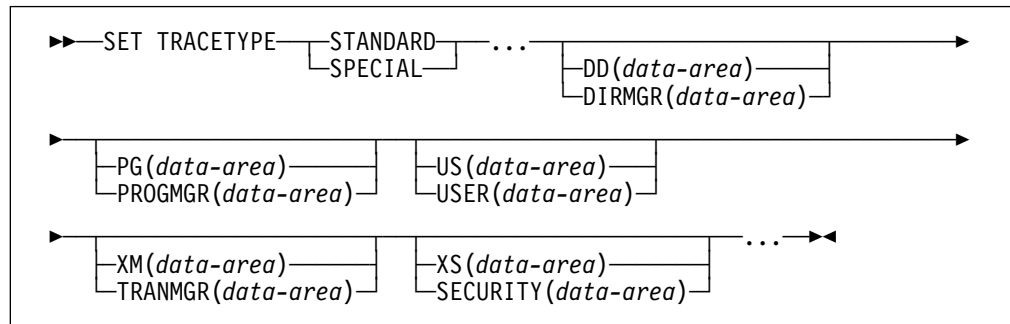 SET TRACETYPE STANDARD ...
SPECIAL DD(data-area)
DIRMGR(data-area)
PG(data-area) US(data-area)
PROGMGR(data-area) USER(data-area)
XM(data-area) XS(data-area) ...
TRANMGR(data-area) SECURITY(data-area)